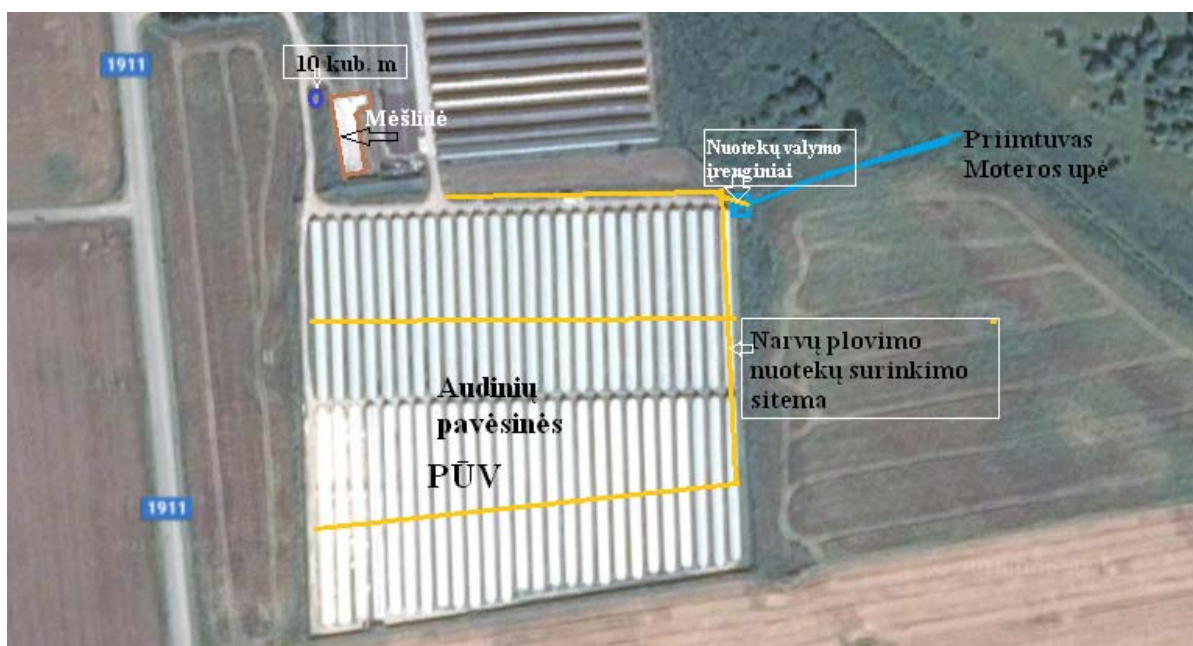 1911
10 kub. m
Mėšlidė
Nuotekų valymo
įrenginiai
Priimtuvas
Moteros upė
Narvų plovimo
nuotekų surinkimo
sitema
Audinių
pavėsinės
PŪV
1911